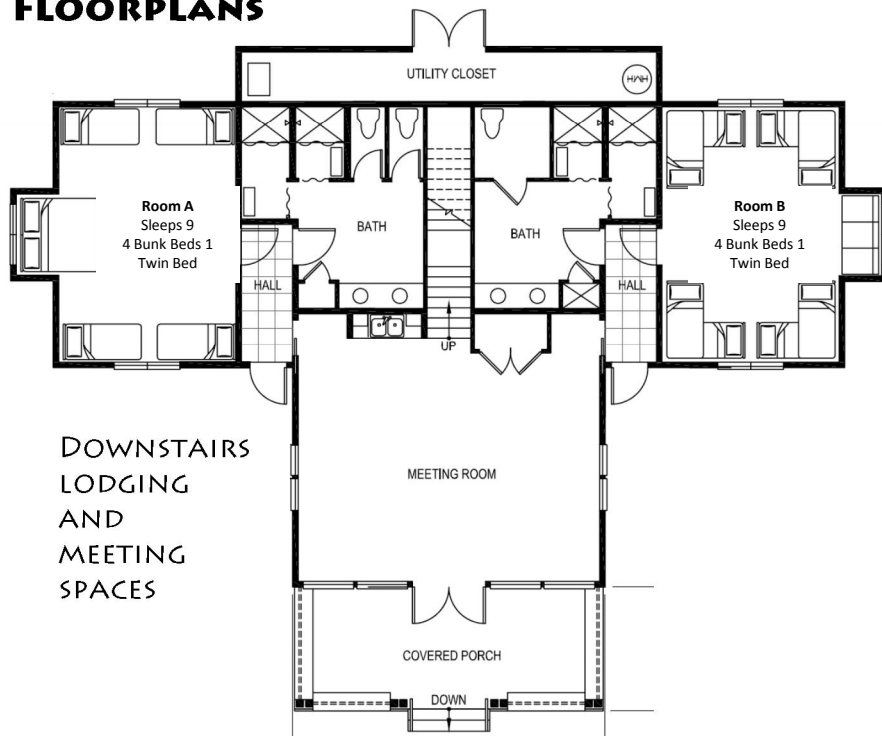 FLOORPLANS
UTILITY CLOSET
HWH
Room A
Sleeps 9
4 Bunk Beds 1
Twin Bed
BATH
BATH
Room B
Sleeps 9
4 Bunk Beds 1
Twin Bed
HALL
HALL
UP
DOWNSTAIRS
LODGING
AND
MEETING
SPACES
MEETING ROOM
COVERED PORCH
DOWN